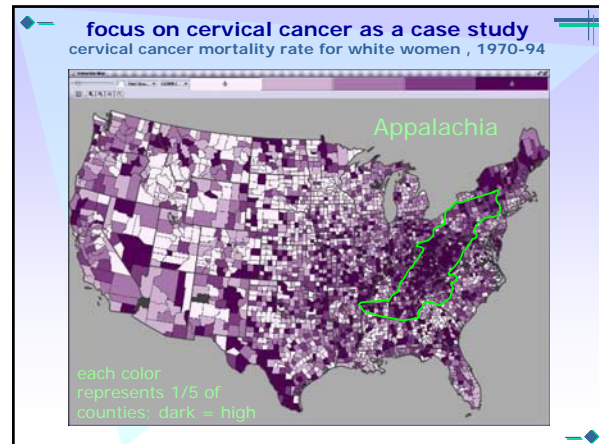 focus on cervical cancer as a case study
cervical cancer mortality rate for white women , 1970-94
Appalachia
each color
represents 1/5 of
counties; dark = high